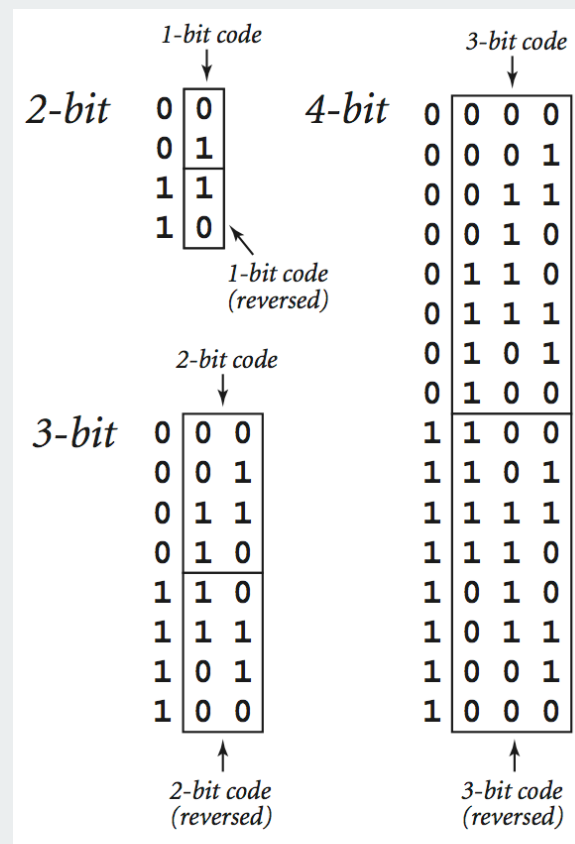 1-bit code
2-bit
0 0
0 1
1 1
1 0
1-bit code
(reversed)
2-bit code
3-bit
0 0 0
0 0 1
0 1 1
0 1 0
1 1 0
1 1 1
1 0 1
1 0 0
2-bit code
(reversed)
3-bit code
4-bit
0 0 0 0
0 0 0 1
0 0 1 1
0 0 1 0
0 1 1 0
0 1 1 1
0 1 0 1
0 1 0 0
1 1 0 0
1 1 0 1
1 1 1 1
1 1 1 0
1 0 1 0
1 0 1 1
1 0 0 1
1 0 0 0
3-bit code
(reversed)